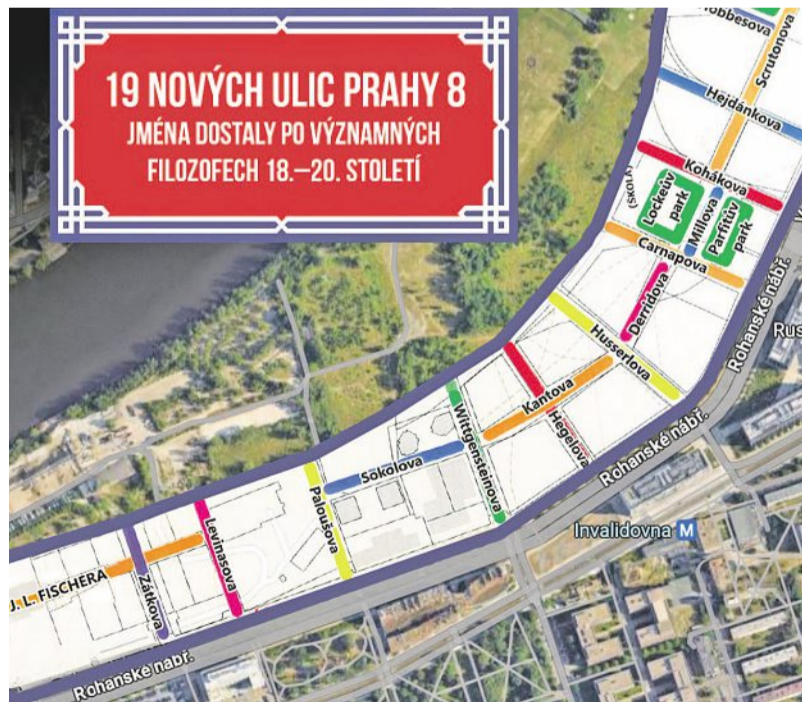 19 NOVÝCH ULIC PRAHY 8
JMÉNA DOSTALY PO VÝZNAMNÝCH
FILOZOFECH 18.–20. STOLETÍ
Hobbesova
Scrutonova
Hejdánkova
Kohákova
Lockeův
park
Millova
Parfitův
park
Carnapova
Derridova
Rohanské nábř.
Rus
Husserlova
Kantova
Hegelova
Rohanské nábř.
Wittgensteinova
Sokolova
Invalidovna M
Paloušova
Levinasova
J. L. FISCHERA
Zátkova
Rohanské nábř.